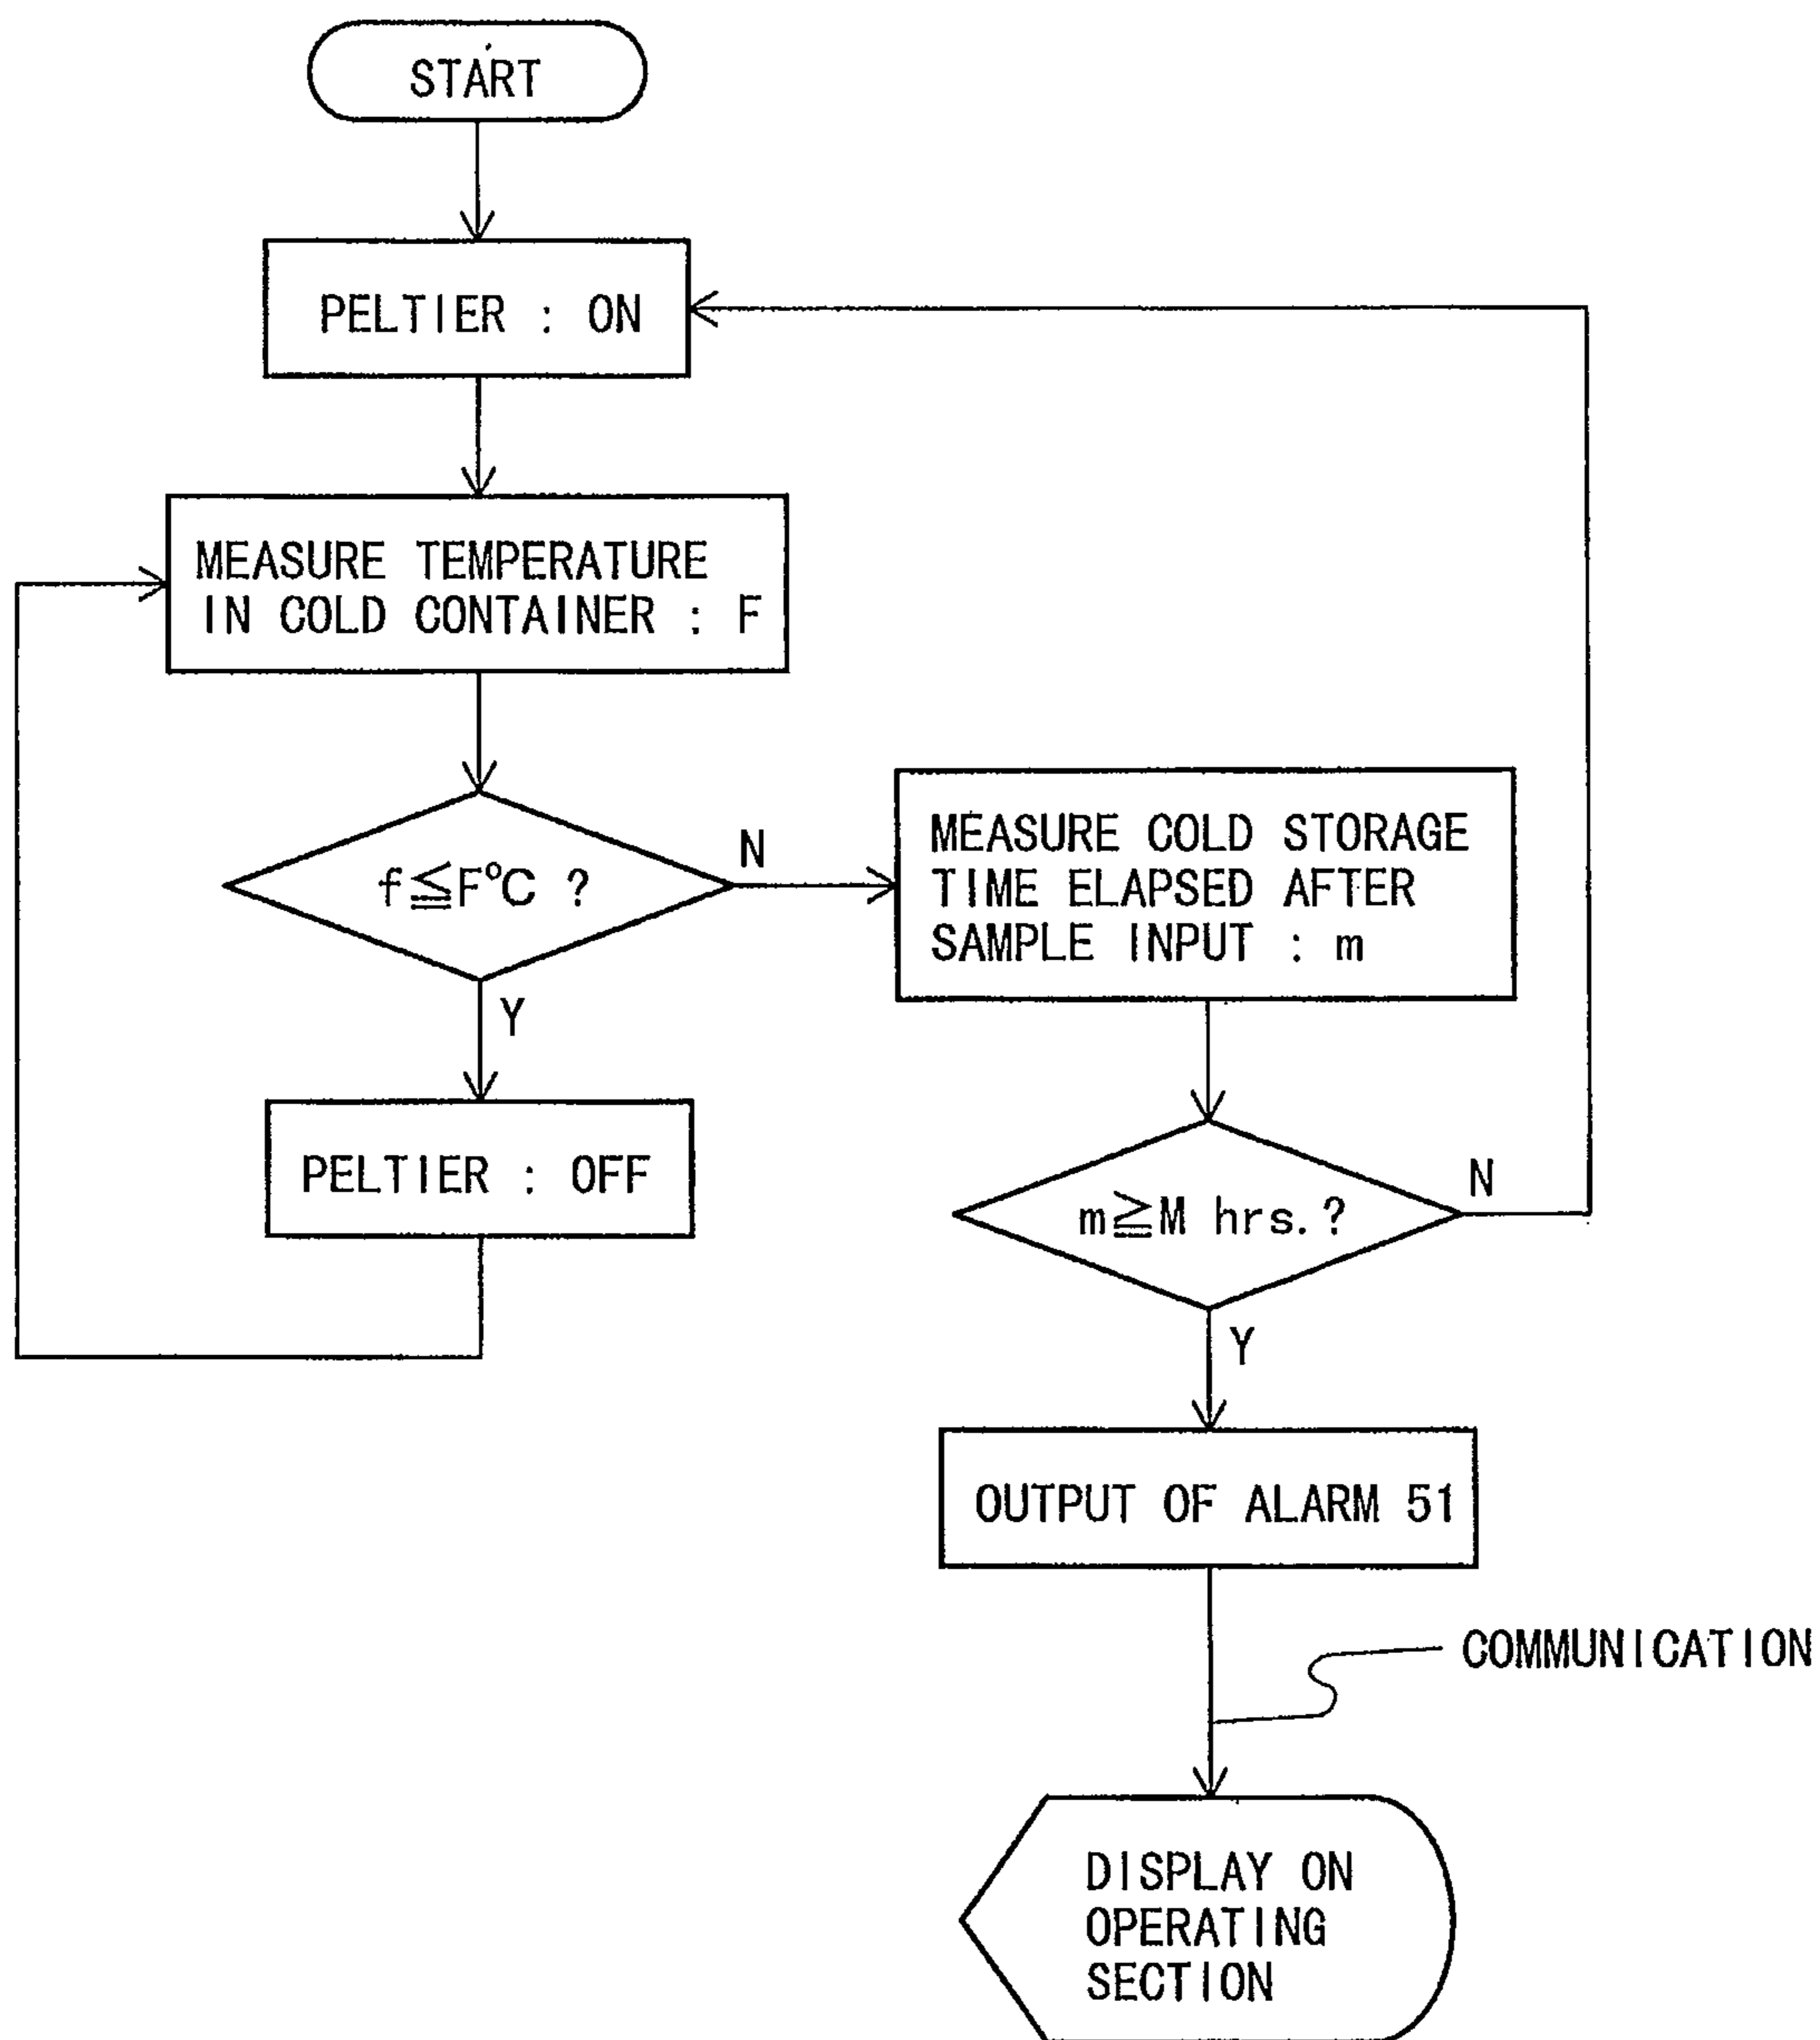 START
PELTIER : ON
MEASURE TEMPERATURE
IN COLD CONTAINER : F
f≦F°C ?
N
Y
PELTIER : OFF
MEASURE COLD STORAGE
TIME ELAPSED AFTER
SAMPLE INPUT : m
m≧M hrs.?
N
Y
OUTPUT OF ALARM 51
COMMUNICATION
DISPLAY ON
OPERATING
SECTION